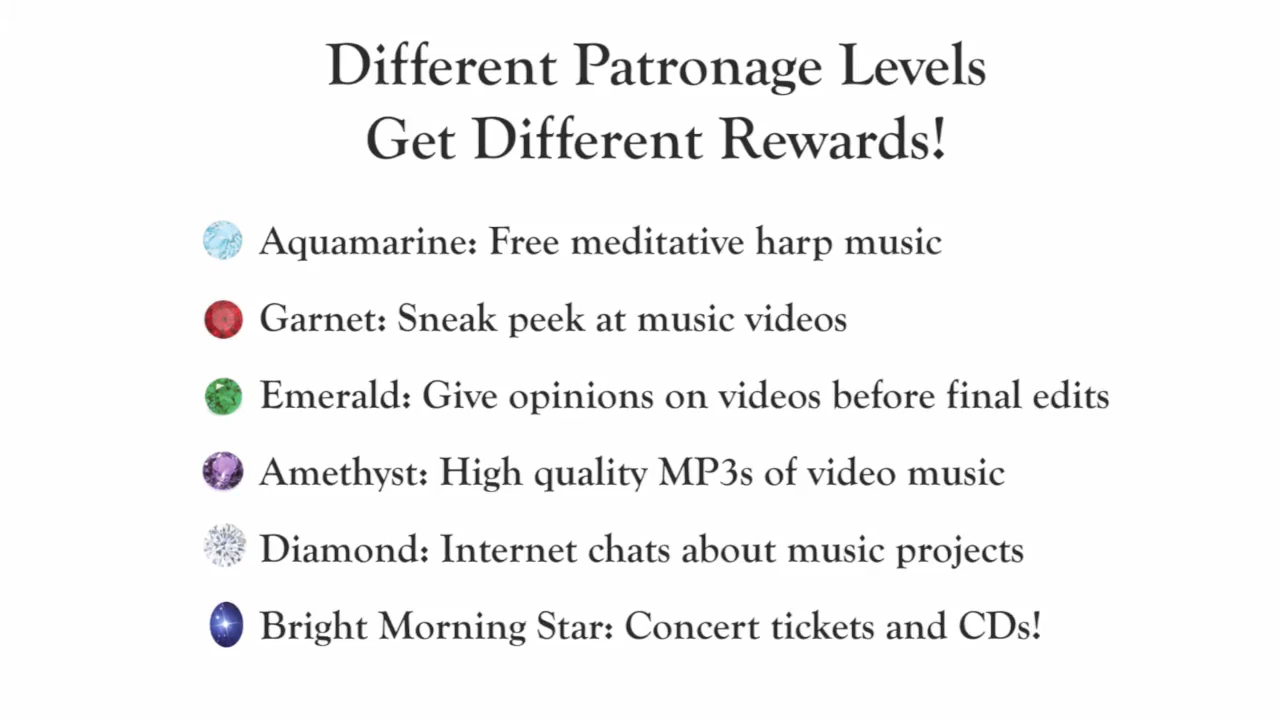 Different Patronage Levels
Get Different Rewards!
Aquamarine: Free meditative harp music
Garnet: Sneak peek at music videos
Emerald: Give opinions on videos before final edits
Amethyst: High quality MP3s of video music
Diamond: Internet chats about music projects
Bright Morning Star: Concert tickets and CDs!